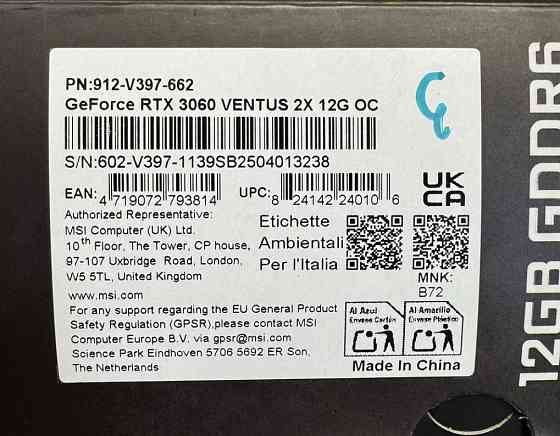 PN:912-V397-662
GeForce RTX 3060 VENTUS 2X 12G OC
S/N:602-V397-1139SB2504013238
EAN: 4 719072 793814
UPC: 8 24142 24010 6
UK
CA
Authorized Representative:
MSI Computer (UK) Ltd.
10th Floor, The Tower, CP house,
97-107 Uxbridge Road, London,
W5 5TL, United Kingdom
Etichette
Ambientali
Per l'Italia
MNK:
B72
www.msi.com
For any support regarding the EU General Product
Safety Regulation (GPSR),please contact MSI
Computer Europe B.V. via gpsr@msi.com
Science Park Eindhoven 5706 5692 ER Son,
The Netherlands
Al Azul
Envase Cartón
Al Amarillo
Envase Plástico
Made In China
12GB GDDR6